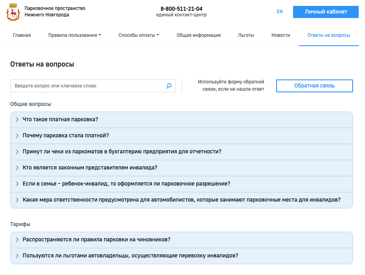 Парковочное пространство
Нижнего Новгорода
8-800-511-21-04
единый контакт-центр
EN
Личный кабинет
Главная
Правила пользования
Способы оплаты
Общая информация
Льготы
Новости
Ответы на вопросы
Ответы на вопросы
Введите вопрос или ключевое слово
Используйте форму обратной
связи, если не нашли ответ
Обратная связь
Общие вопросы
Что такое платная парковка?
Почему парковка стала платной?
Примут ли чеки из паркоматов в бухгалтерию предприятия для отчетности?
Кто является законным представителем инвалида?
Если в семье – ребенок-инвалид, то оформляется ли парковочное разрешение?
Какая мера ответственности предусмотрена для автомобилистов, которые занимают парковочные места для инвалидов?
Тарифы
Распространяются ли правила парковки на чиновников?
Пользуются ли льготами автовладельцы, осуществляющие перевозку инвалидов?